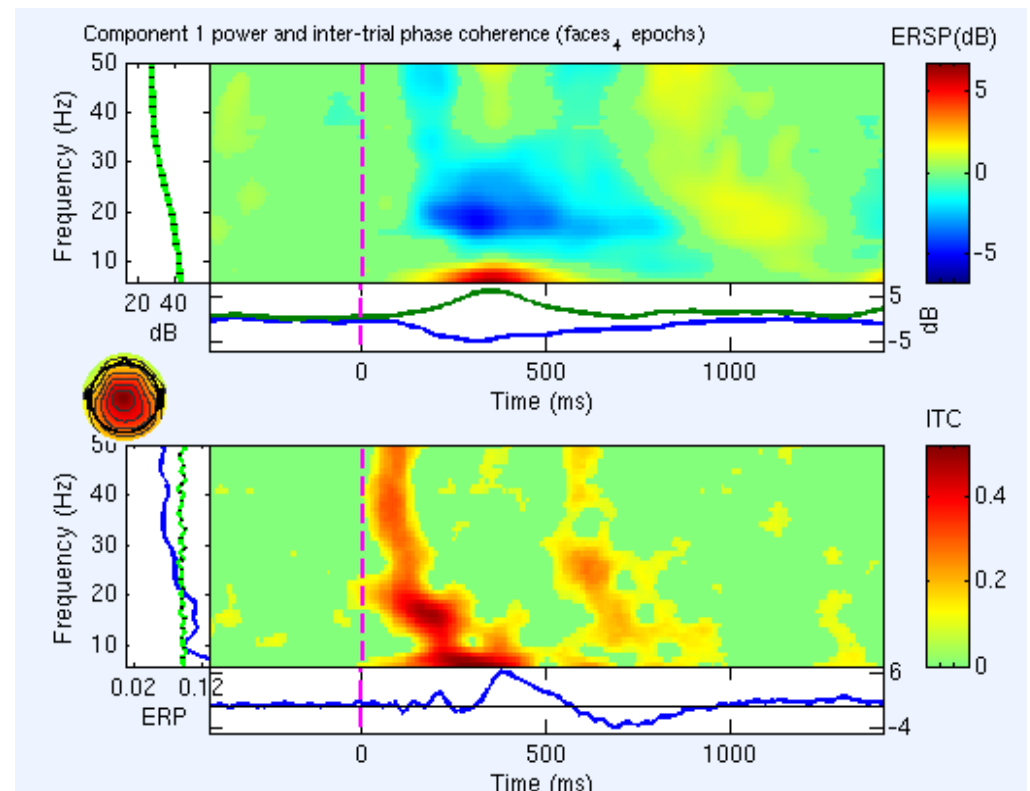 Component 1 power and inter-trial phase coherence (faces_4 epochs)
ERSP(dB)
50
40
30
20
10
Frequency (Hz)
5
0
-5
20 40
dB
5
-5
dB
0 500 1000
Time (ms)
ITC
50
40
30
20
10
Frequency (Hz)
0.4
0.2
0
0.02 0.12
ERP
6
-4
0 500 1000
Time (ms)